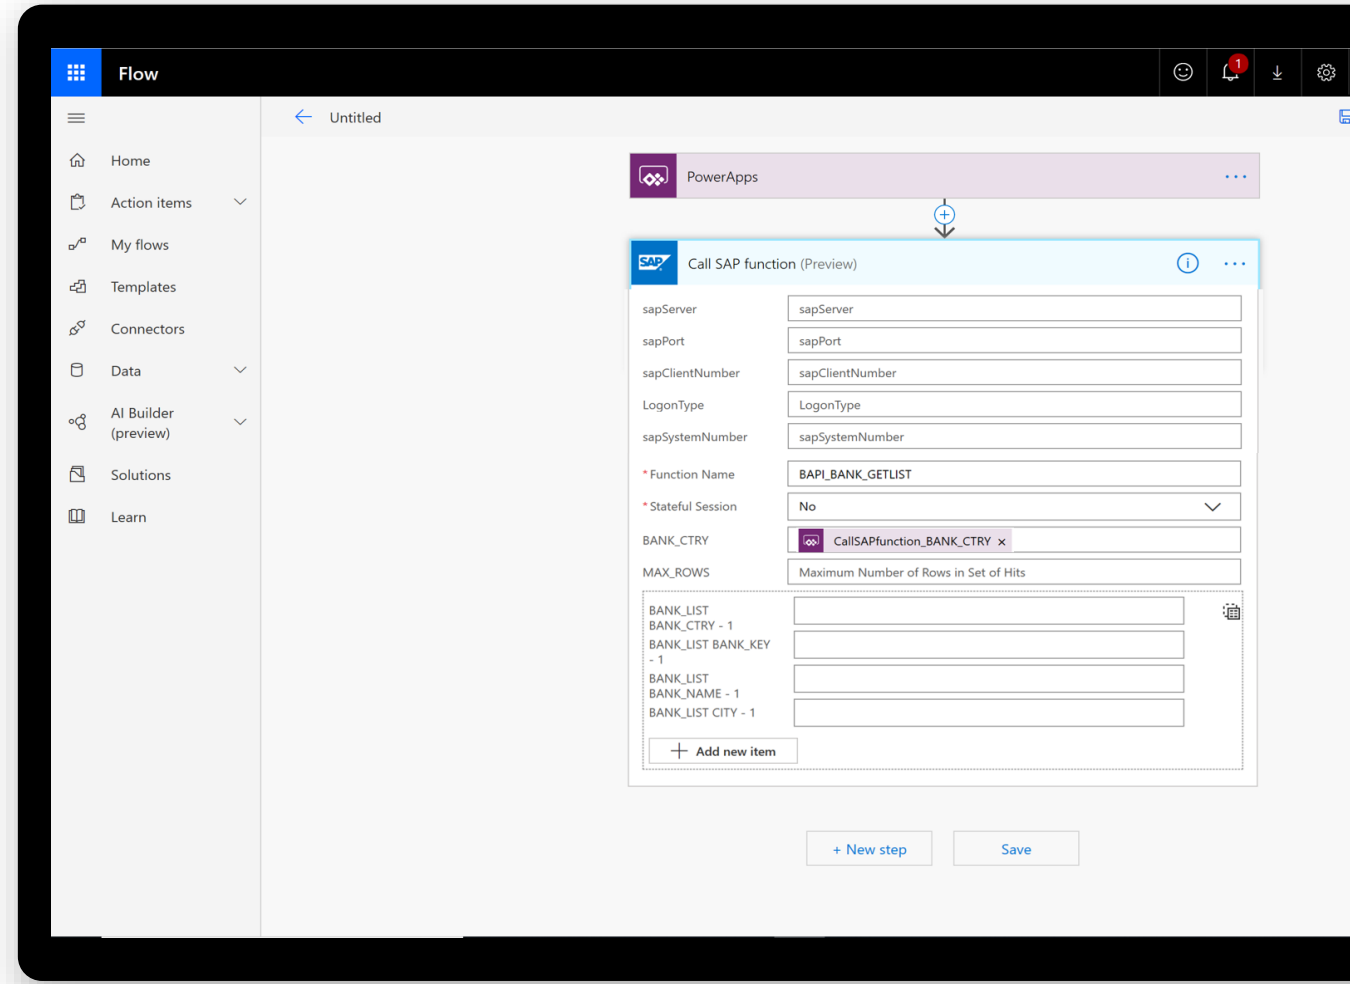 Flow
1
Untitled
Home
Action items
My flows
Templates
Connectors
Data
AI Builder
(preview)
Solutions
Learn
PowerApps
SAP
Call SAP function (Preview)
sapServer sapServer
sapPort sapPort
sapClientNumber sapClientNumber
LogonType LogonType
sapSystemNumber sapSystemNumber
* Function Name BAPI_BANK_GETLIST
* Stateful Session No
BANK_CTRY CallSAPfunction_BANK_CTRY ×
MAX_ROWS Maximum Number of Rows in Set of Hits
BANK_LIST
BANK_CTRY - 1
BANK_LIST BANK_KEY
- 1
BANK_LIST
BANK_NAME - 1
BANK_LIST CITY - 1
Add new item
+ New step
Save